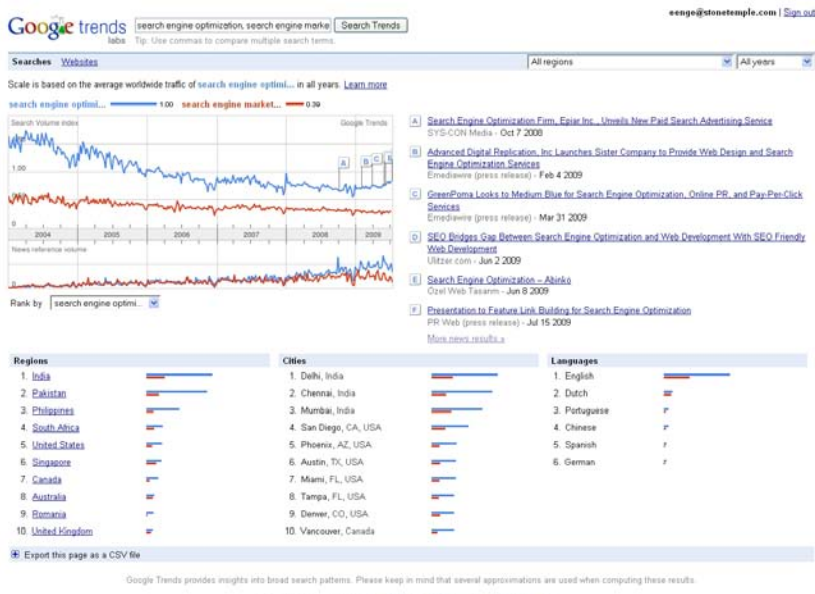 eenge@stonetemple.com | Sign out
Google trends
labs
search engine optimization, search engine marke
Search Trends
Tip: Use commas to compare multiple search terms.
Searches Websites
All regions
All years
Scale is based on the average worldwide traffic of search engine optimi... in all years. Learn more
search engine optimi... 1.00 search engine market... 0.39
Search Volume index
Google Trends
1.00
0
A
B
C
2004 2005 2006 2007 2008 2009
News reference volume
0
Rank by search engine optimi...
A Search Engine Optimization Firm, Epiar Inc., Unveils New Paid Search Advertising Service
SYS-CON Media - Oct 7 2008
B Advanced Digital Replication, Inc Launches Sister Company to Provide Web Design and Search
Engine Optimization Services
Emediawire (press release) - Feb 4 2009
C GreenPoma Looks to Medium Blue for Search Engine Optimization, Online PR, and Pay-Per-Click
Services
Emediawire (press release) - Mar 31 2009
D SEO Bridges Gap Between Search Engine Optimization and Web Development With SEO Friendly
Web Development
Ulitzer.com - Jun 2 2009
E Search Engine Optimization – Abinko
Ozel Web Tasarım - Jun 8 2009
F Presentation to Feature Link Building for Search Engine Optimization
PR Web (press release) - Jul 15 2009
More news results »
Regions
1. India
2. Pakistan
3. Philippines
4. South Africa
5. United States
6. Singapore
7. Canada
8. Australia
9. Romania
10. United Kingdom
Cities
1. Delhi, India
2. Chennai, India
3. Mumbai, India
4. San Diego, CA, USA
5. Phoenix, AZ, USA
6. Austin, TX, USA
7. Miami, FL, USA
8. Tampa, FL, USA
9. Denver, CO, USA
10. Vancouver, Canada
Languages
1. English
2. Dutch
3. Portuguese
4. Chinese
5. Spanish
6. German
Export this page as a CSV file
Google Trends provides insights into broad search patterns. Please keep in mind that several approximations are used when computing these results.